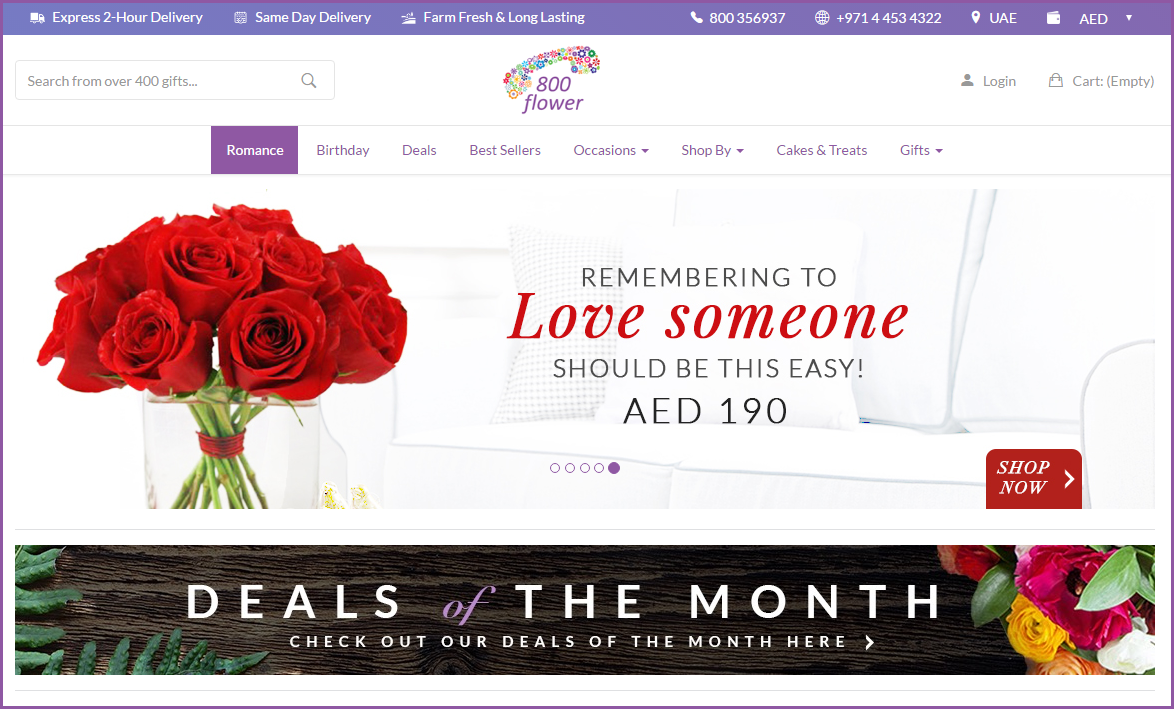 Express 2-Hour Delivery Same Day Delivery Farm Fresh & Long Lasting 800 356937 +971 4 453 4322 UAE AED
Search from over 400 gifts...
800
flower
Login Cart: (Empty)
Romance Birthday Deals Best Sellers Occasions Shop By Cakes & Treats Gifts
REMEMBERING TO
Love someone
SHOULD BE THIS EASY!
AED 190
SHOP
NOW
DEALS of THE MONTH
CHECK OUT OUR DEALS OF THE MONTH HERE